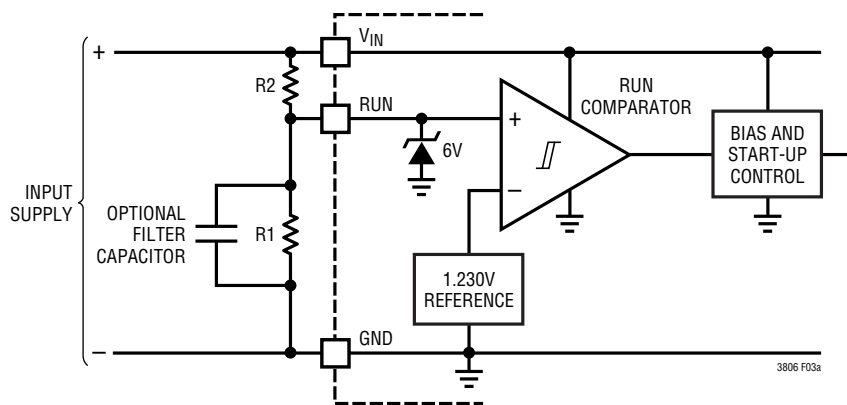 +
V_IN
R2
RUN
RUN
COMPARATOR
+
6V
BIAS AND
START-UP
CONTROL
INPUT
SUPPLY
OPTIONAL
FILTER
CAPACITOR
R1
–
1.230V
REFERENCE
–
GND
3806 F03a